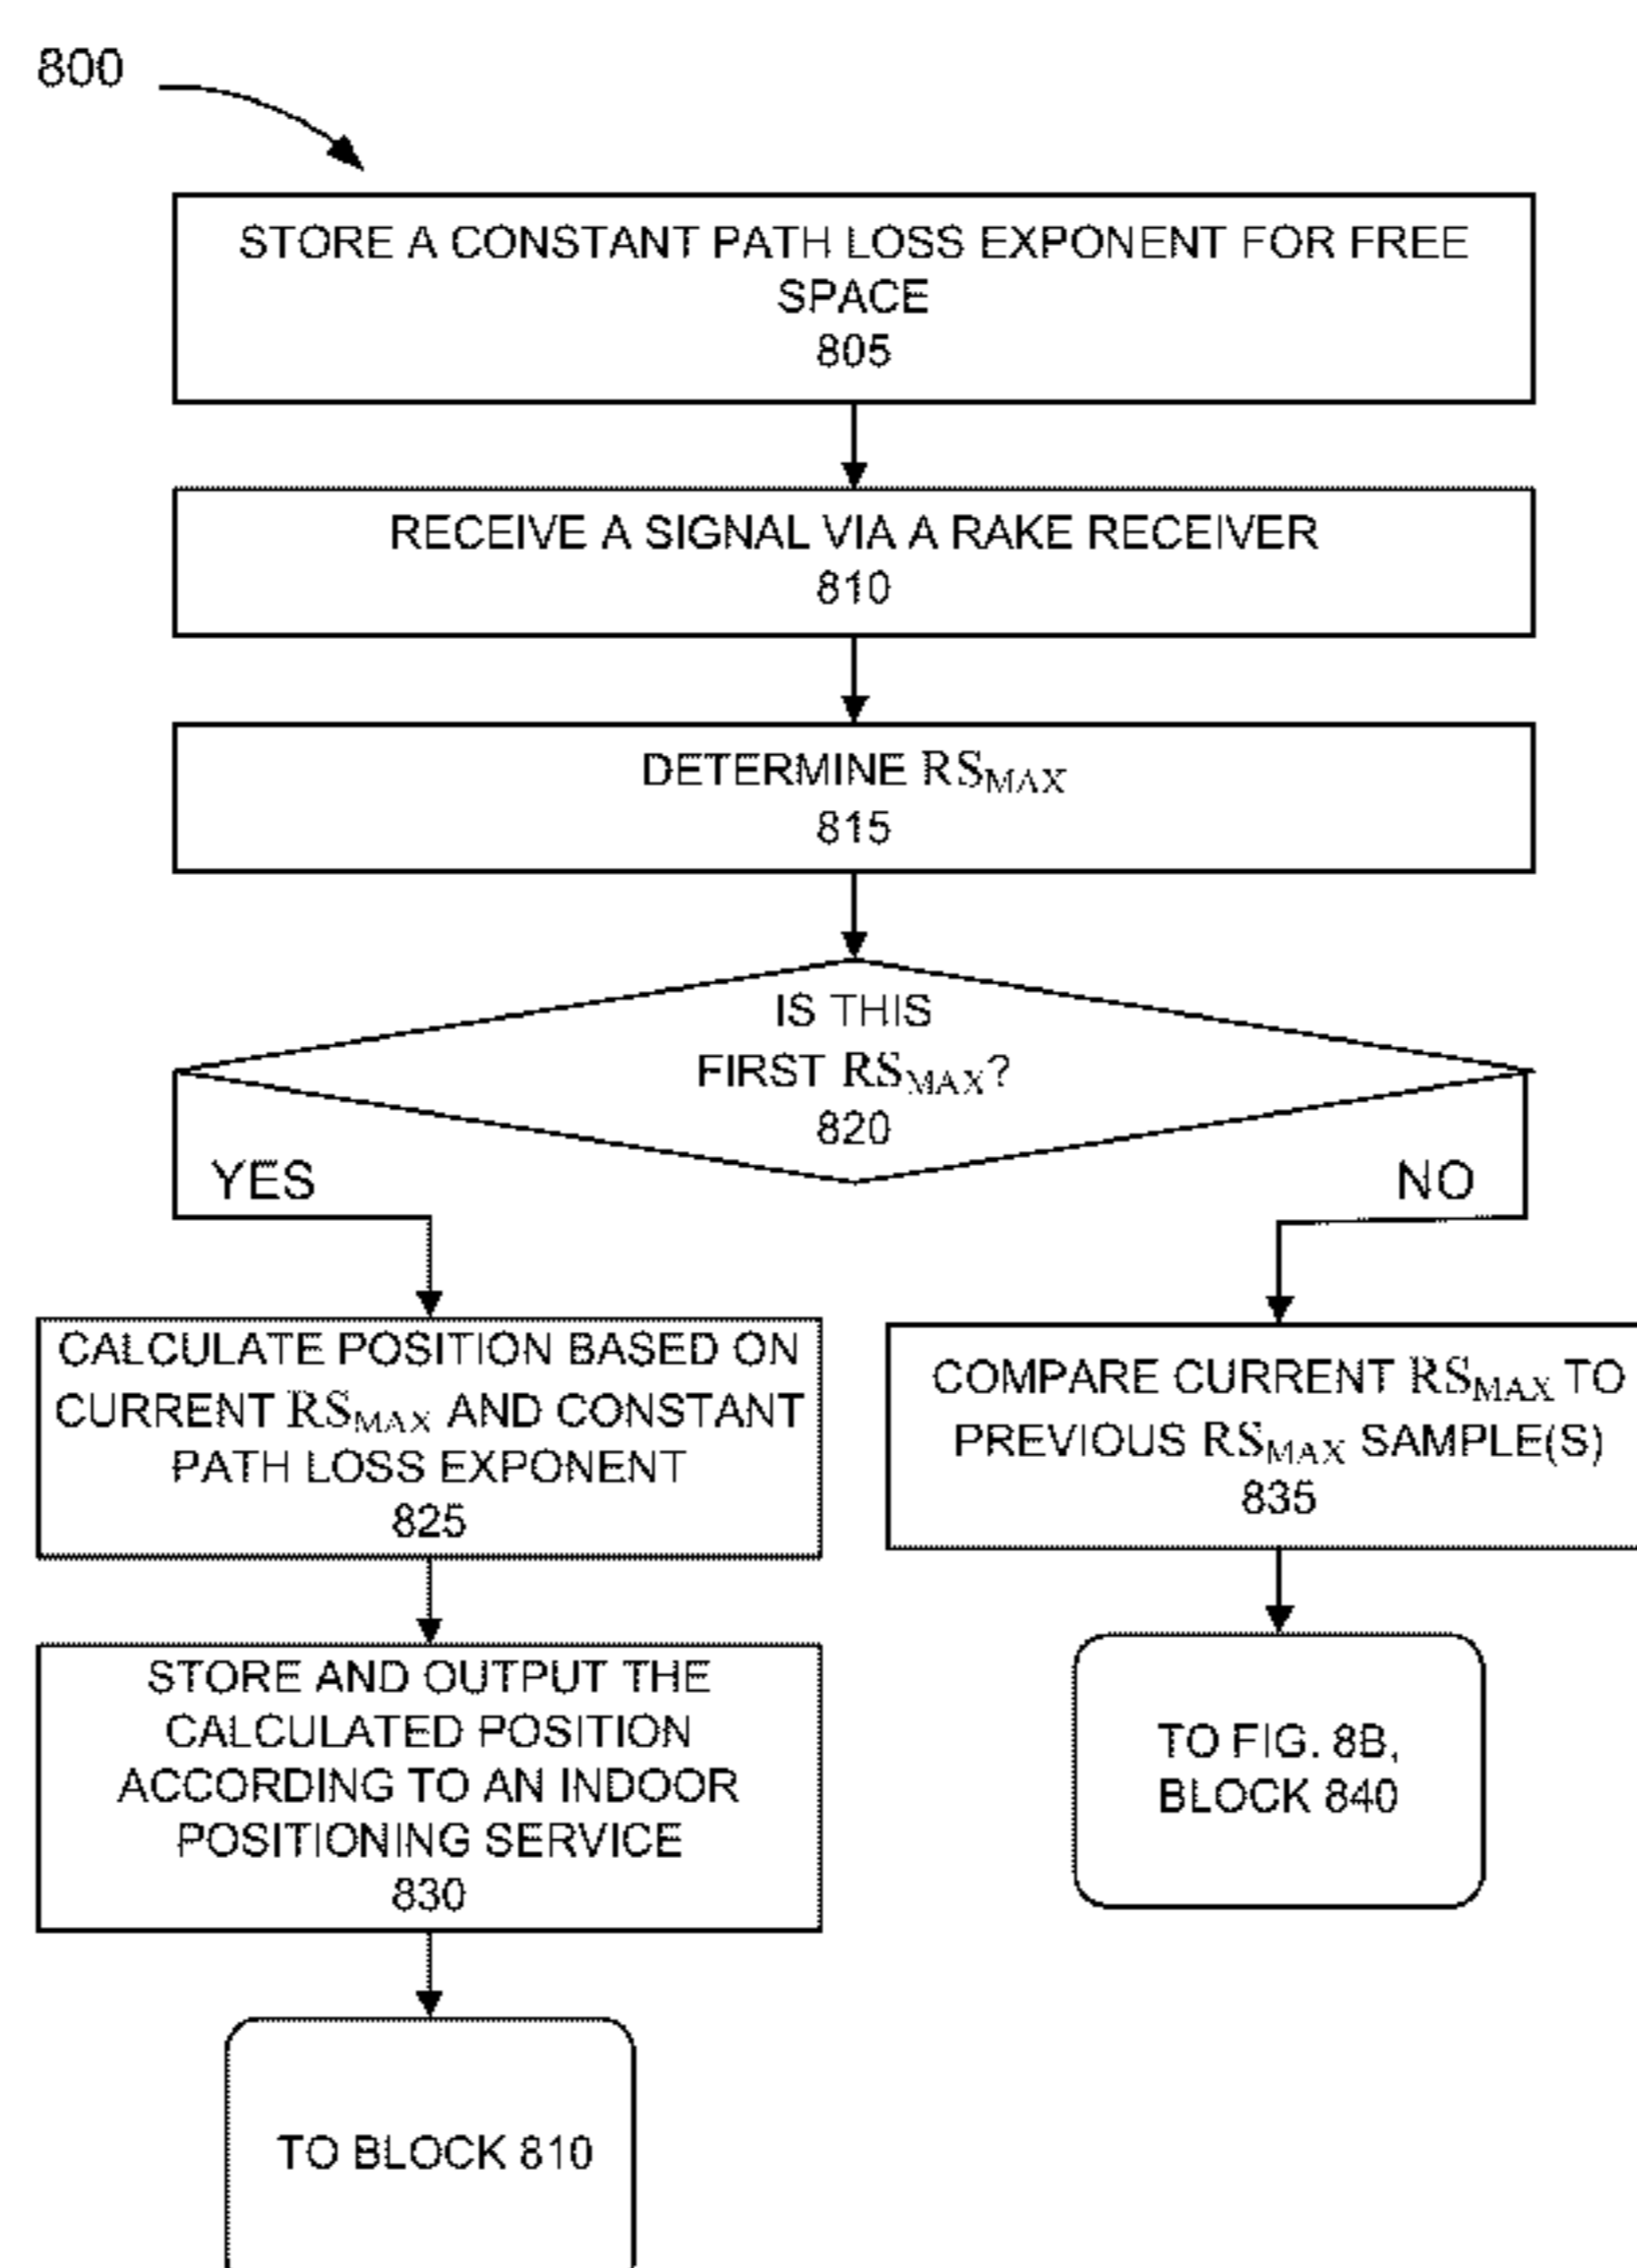 800
STORE A CONSTANT PATH LOSS EXPONENT FOR FREE
SPACE
805
RECEIVE A SIGNAL VIA A RAKE RECEIVER
810
DETERMINE RSMAX
815
IS THIS
FIRST RSMAX?
820
YES
NO
CALCULATE POSITION BASED ON
CURRENT RSMAX AND CONSTANT
PATH LOSS EXPONENT
825
COMPARE CURRENT RSMAX TO
PREVIOUS RSMAX SAMPLE(S)
835
STORE AND OUTPUT THE
CALCULATED POSITION
ACCORDING TO AN INDOOR
POSITIONING SERVICE
830
TO FIG. 8B,
BLOCK 840
TO BLOCK 810